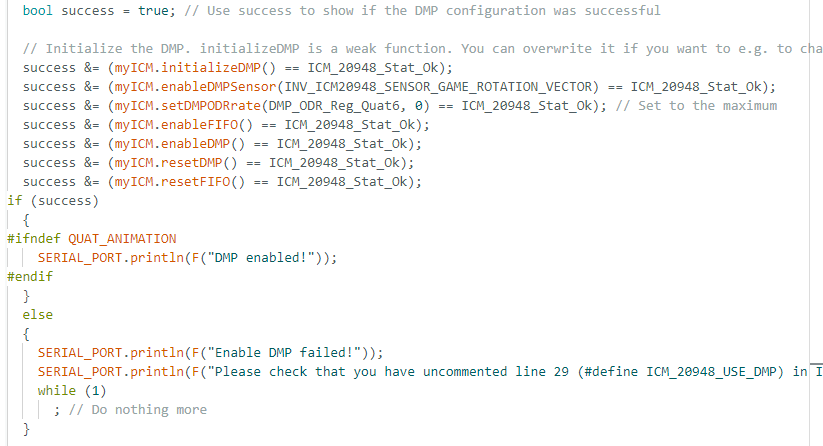 bool success = true; // Use success to show if the DMP configuration was successful
// Initialize the DMP. initializeDMP is a weak function. You can overwrite it if you want to e.g. to cha
success &= (myICM.initializeDMP() == ICM_20948_Stat_Ok);
success &= (myICM.enableDMPSensor(INV_ICM20948_SENSOR_GAME_ROTATION_VECTOR) == ICM_20948_Stat_Ok);
success &= (myICM.setDMPODRrate(DMP_ODR_Reg_Quat6, 0) == ICM_20948_Stat_Ok); // Set to the maximum
success &= (myICM.enableFIFO() == ICM_20948_Stat_Ok);
success &= (myICM.enableDMP() == ICM_20948_Stat_Ok);
success &= (myICM.resetDMP() == ICM_20948_Stat_Ok);
success &= (myICM.resetFIFO() == ICM_20948_Stat_Ok);
if (success)
{
#ifndef QUAT_ANIMATION
SERIAL_PORT.println(F("DMP enabled!"));
#endif
}
else
{
SERIAL_PORT.println(F("Enable DMP failed!"));
SERIAL_PORT.println(F("Please check that you have uncommented line 29 (#define ICM_20948_USE_DMP) in I
while (1)
; // Do nothing more
}